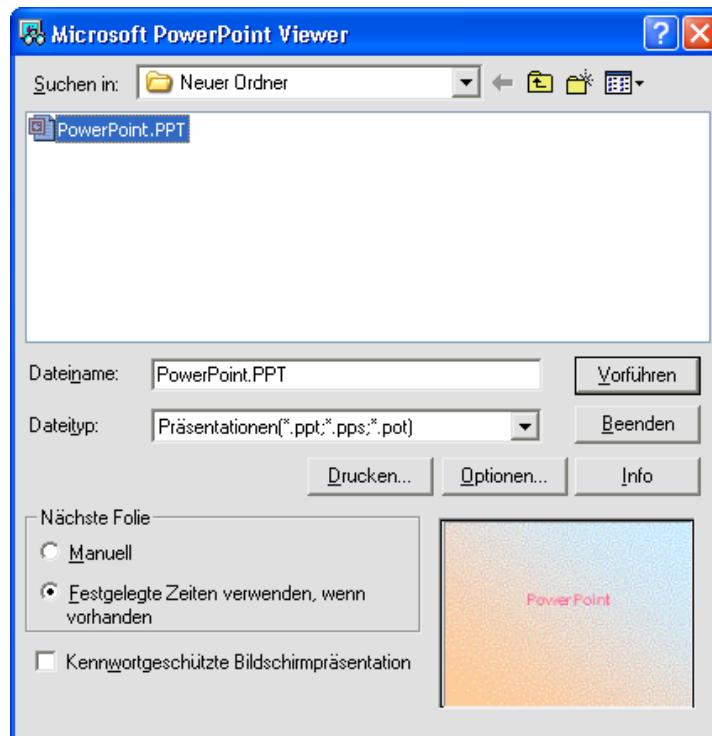 Microsoft PowerPoint Viewer
Suchen in: Neuer Ordner
PowerPoint.PPT
Dateiname: PowerPoint.PPT Vorführen
Dateityp: Präsentationen(*.ppt;*.pps;*.pot) Beenden
Drucken... Optionen... Info
Nächste Folie
Manuell
Festgelegte Zeiten verwenden, wenn
vorhanden
PowerPoint
Kennwortgeschützte Bildschirmpräsentation